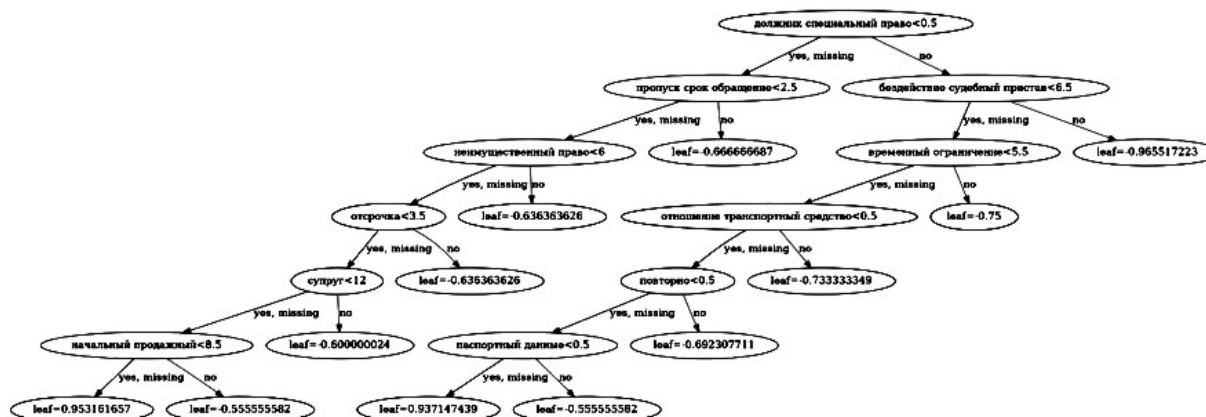 должник специальный право<0.5
yes, missing no
пропуск срок обращение<2.5 бездействие судебный пристав<6.5
yes, missing no yes, missing no
неимущественный право<6 leaf=-0.666666687 временный ограничение<5.5 leaf=-0.965517223
yes, missing no yes, missing no
отсрочка<3.5 leaf=-0.636363626 отношение транспортный средство<0.5 leaf=-0.75
yes, missing no yes, missing no
супруг<12 leaf=-0.636363626 повторно<0.5 leaf=-0.733333349
yes, missing no yes, missing no
начальный продажный<8.5 leaf=-0.600000024 паспортный данные<0.5 leaf=-0.692307711
yes, missing no yes, missing no
leaf=0.953161657 leaf=-0.555555582 leaf=0.937147439 leaf=-0.555555582